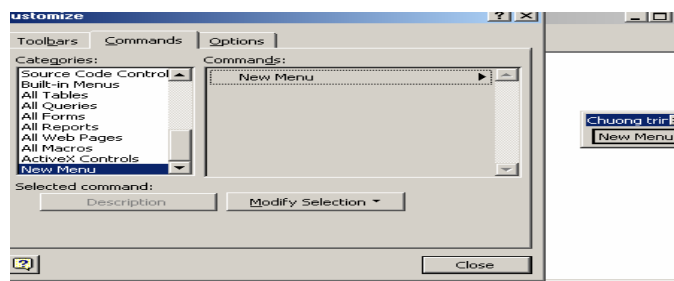 ustomize
Toolbars Commands Options
Categories: Commands:
Source Code Control
Built-in Menus
All Tables
All Queries
All Forms
All Reports
All Web Pages
All Macros
ActiveX Controls
New Menu
New Menu
Selected command:
Description Modify Selection
Close
Chuong trin
New Menu